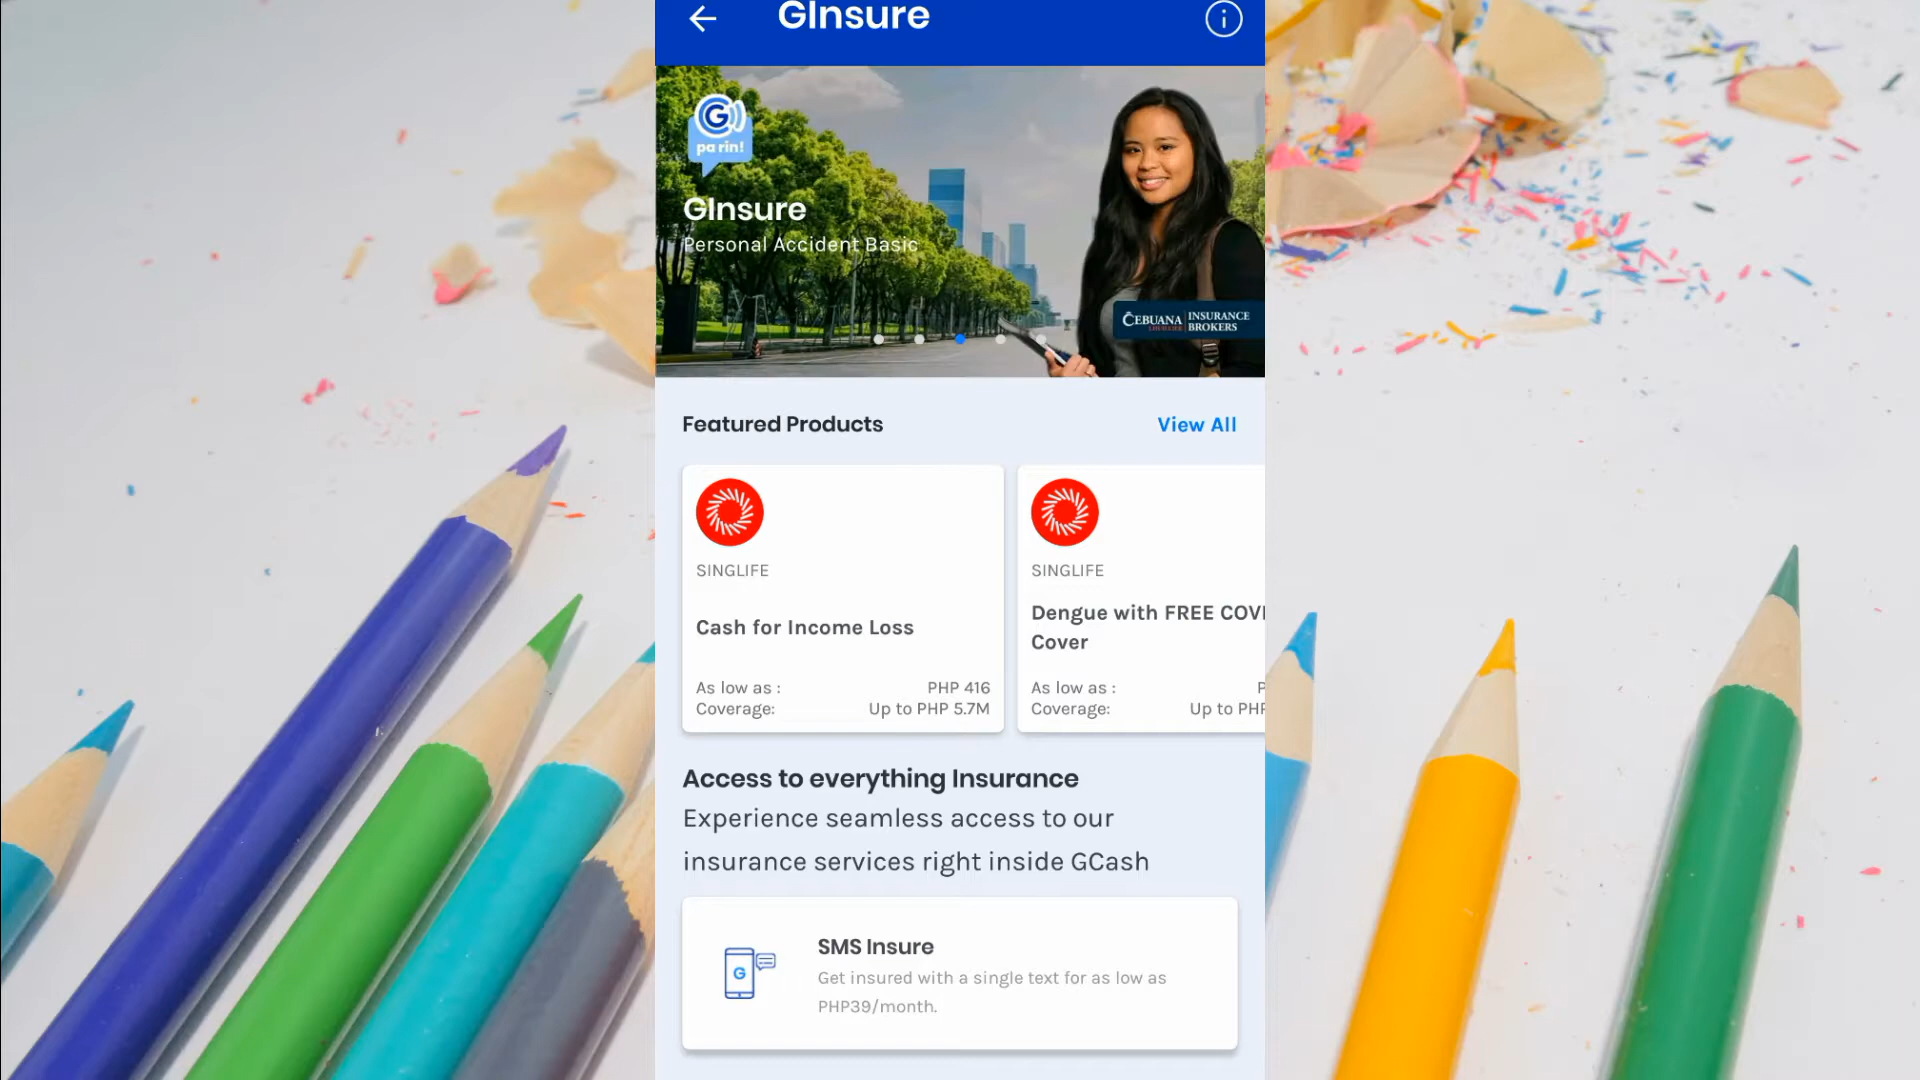 GInsure
G
pa rin!
GInsure
Personal Accident Basic
CEBUANA
INSURANCE
BROKERS
Featured Products
View All
SINGLIFE
Cash for Income Loss
As low as :
PHP 416
Coverage:
Up to PHP 5.7M
SINGLIFE
Dengue with FREE COV
Cover
As low as :
P
Coverage:
Up to PHP
Access to everything Insurance
Experience seamless access to our
insurance services right inside GCash
G
SMS Insure
Get insured with a single text for as low as
PHP39/month.